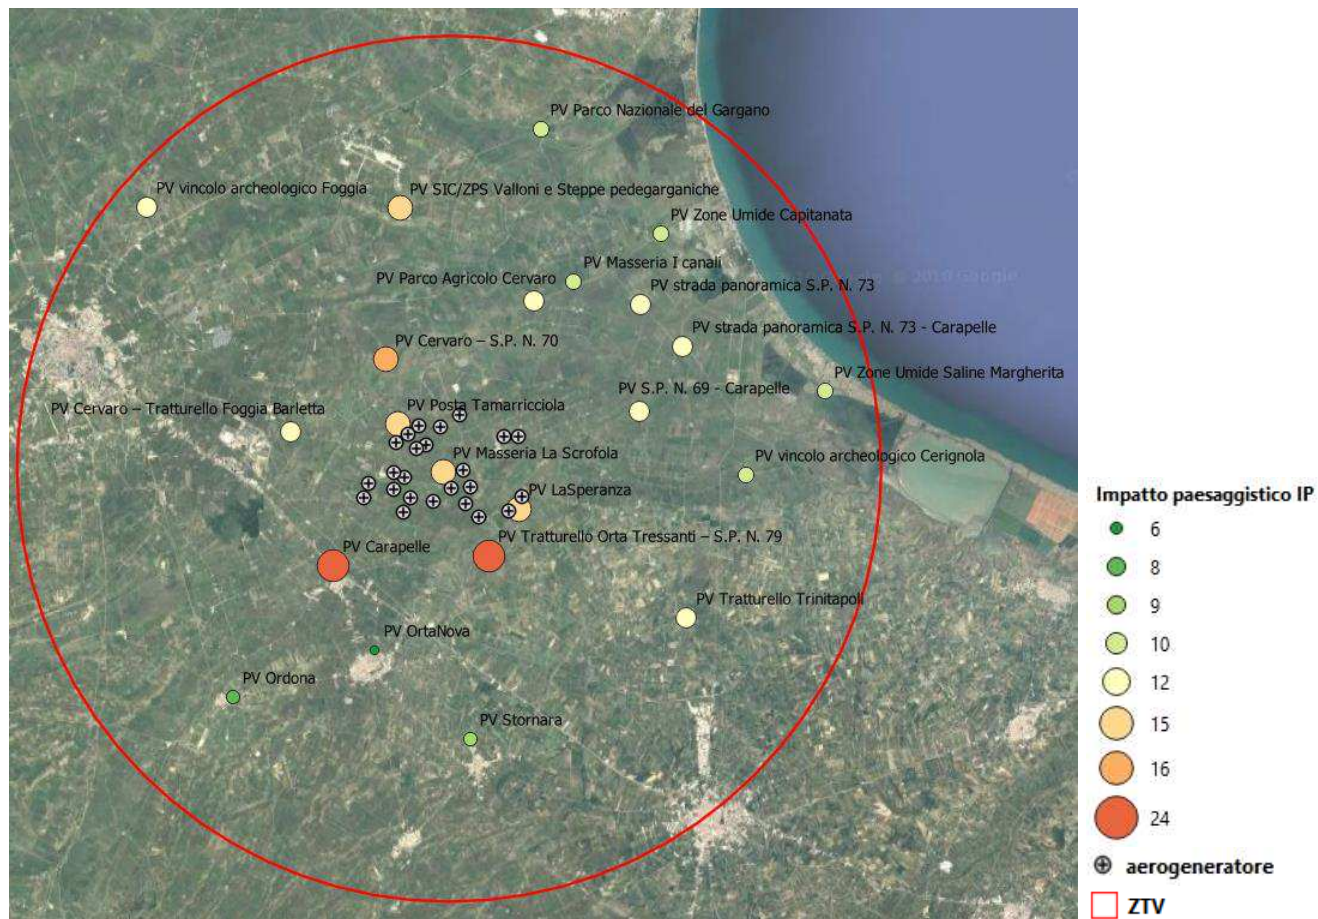 PV Parco Nazionale del Gargano
PV vincolo archeologico Foggia
PV SIC/ZPS Valloni e Steppe pedegarganiche
PV Zone Umide Capitanata
PV Masseria I canali
PV Parco Agricolo Cervaro
PV strada panoramica S.P. N. 73
PV strada panoramica S.P. N. 73 - Carapelle
PV Cervaro – S.P. N. 70
PV Zone Umide Saline Margherita
PV S.P. N. 69 - Carapelle
PV Cervaro – Tratturello Foggia Barletta
PV Posta Tamarricciola
PV Masseria La Scrofola
PV vincolo archeologico Cerignola
PV LaSperanza
PV Tratturello Orta Tressanti – S.P. N. 79
PV Carapelle
PV Tratturello Trinitapoli
PV OrtaNova
PV Ordona
PV Stornara
Impatto paesaggistico IP
6
8
9
10
12
15
16
24
aerogeneratore
ZTV